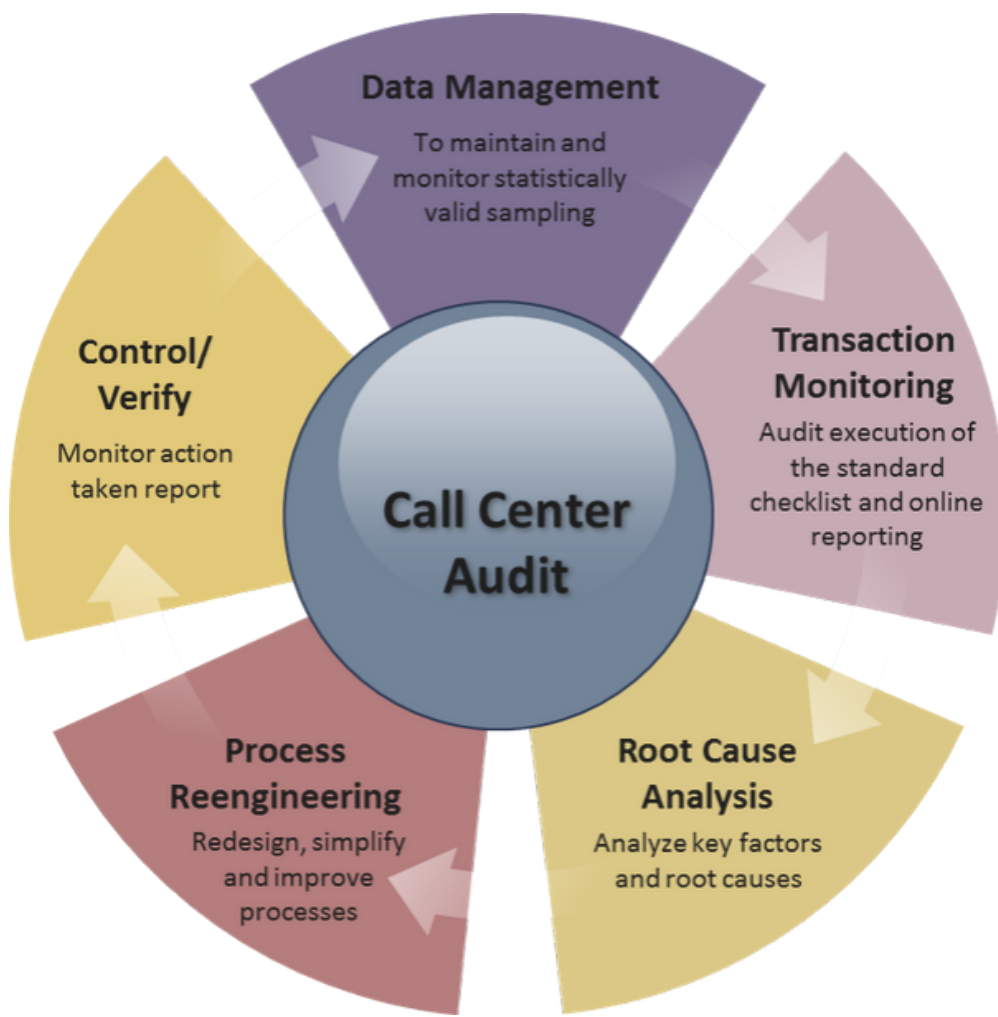 Data Management
To maintain and
monitor statistically
valid sampling
Transaction
Monitoring
Audit execution of
the standard
checklist and online
reporting
Root Cause
Analysis
Analyze key factors
and root causes
Process
Reengineering
Redesign, simplify
and improve
processes
Control/
Verify
Monitor action
taken report
Call Center
Audit